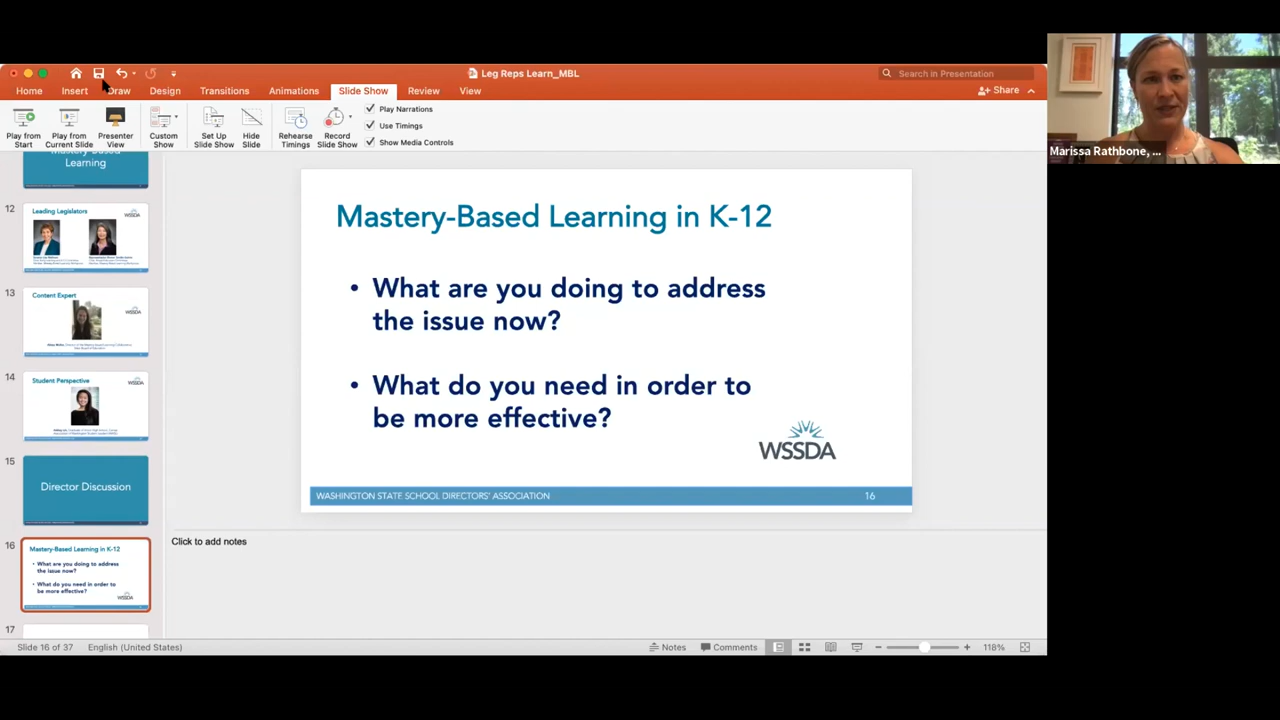 Leg Reps Learn_MBL
Search in Presentation
Home Insert Draw Design Transitions Animations Slide Show Review View
Share
Play from Start
Play from Current Slide
Presenter View
Custom Show
Set Up Slide Show
Hide Slide
Rehearse Timings
Record Slide Show
Play Narrations
Use Timings
Show Media Controls
Marissa Rathbone, ...
Learning
12
Leading Legislators
WSSDA
13
Content Expert
WSSDA
14
Student Perspective
WSSDA
15
Director Discussion
16
Mastery-Based Learning in K-12
• What are you doing to address
the issue now?
• What do you need in order to
be more effective?
WSSDA
17
Mastery-Based Learning in K-12
• What are you doing to address
the issue now?
• What do you need in order to
be more effective?
WSSDA
WASHINGTON STATE SCHOOL DIRECTORS' ASSOCIATION 16
Click to add notes
Slide 16 of 37 English (United States)
Notes Comments 118%